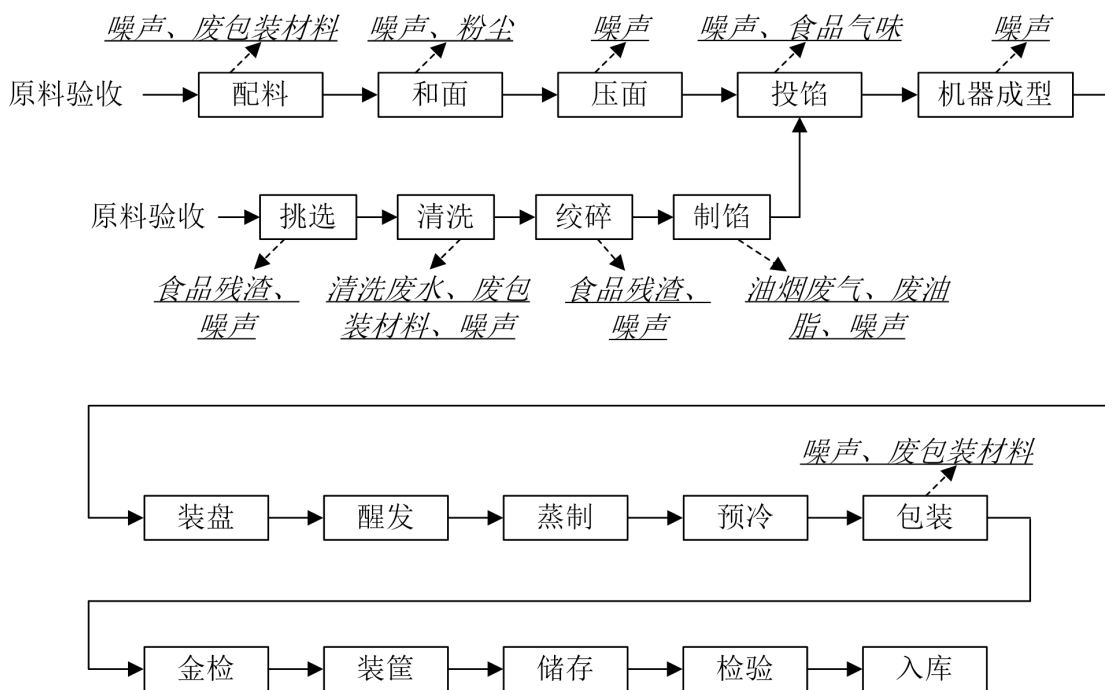 噪声、废包装材料 噪声、粉尘 噪声 噪声、食品气味 噪声
原料验收 配料 和面 压面 投馅 机器成型
原料验收 挑选 清洗 绞碎 制馅
食品残渣、 清洗废水、废包 食品残渣、 油烟废气、废油
噪声 装材料、噪声 噪声 脂、噪声
噪声、废包装材料
装盘 醒发 蒸制 预冷 包装
金检 装筐 储存 检验 入库